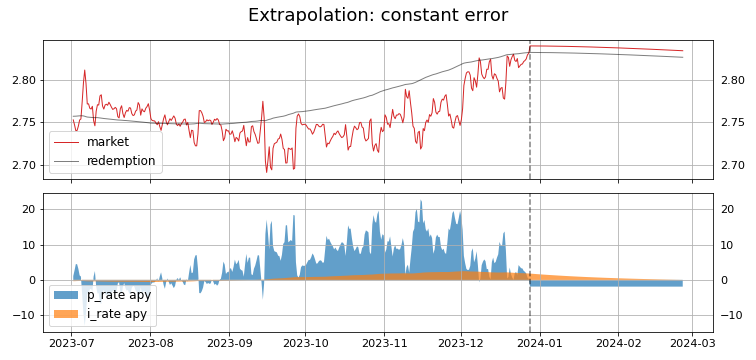 Extrapolation: constant error
2.80 2.80
2.75 2.75
2.70 2.70
market
redemption
20 20
10 10
0 0
−10 −10
p_rate apy
i_rate apy
2023-07 2023-08 2023-09 2023-10 2023-11 2023-12 2024-01 2024-02 2024-03